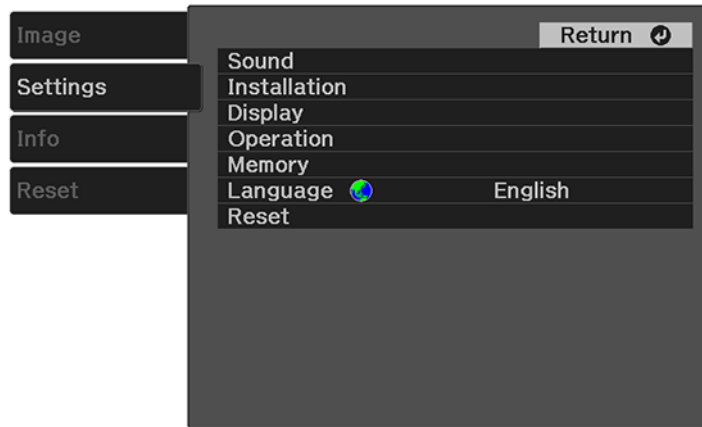 Image
Settings
Info
Reset
Return
Sound
Installation
Display
Operation
Memory
Language English
Reset